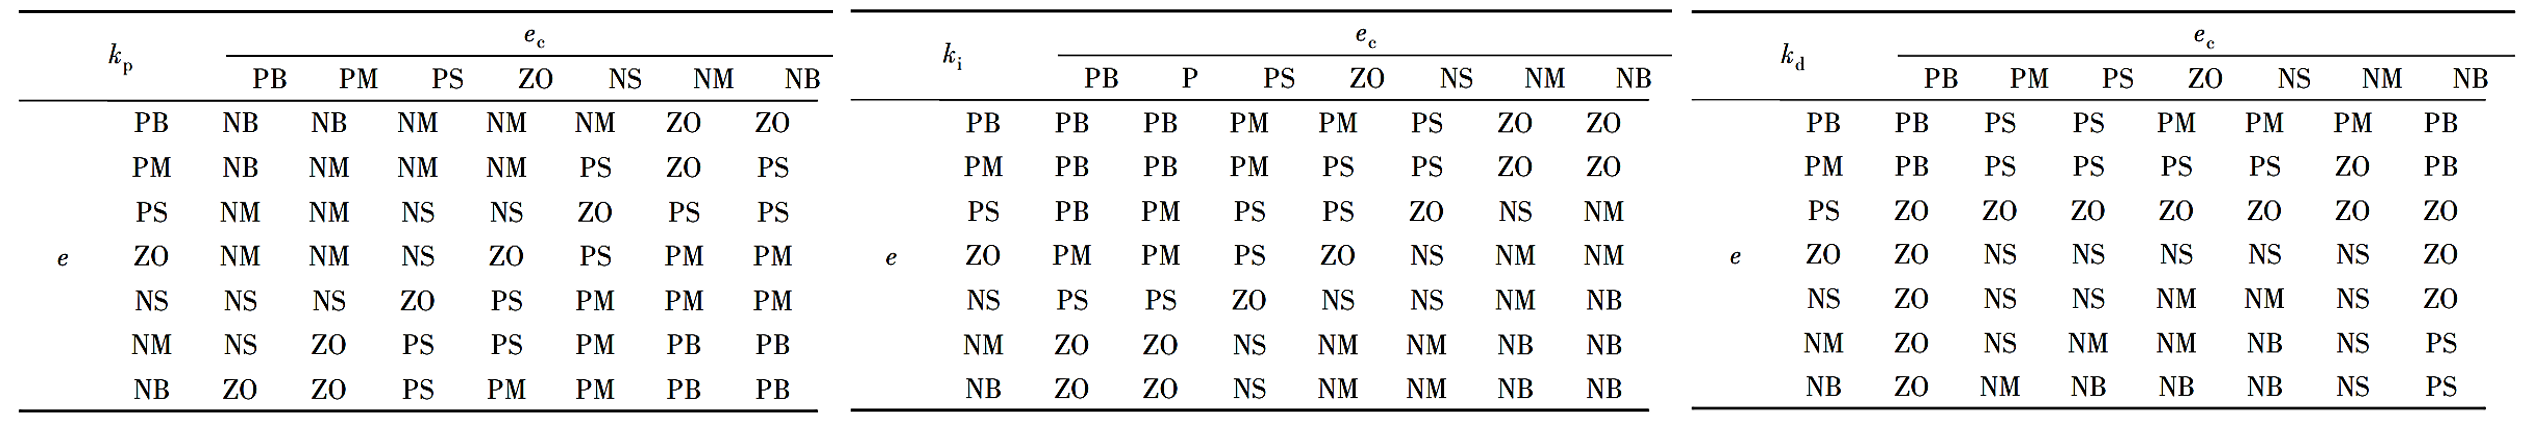 kp ec
PB PM PS ZO NS NM NB
PB NB NB NM NM NM ZO ZO
PM NB NM NM NM PS ZO PS
PS NM NM NS NS ZO PS PS
e ZO NM NM NS ZO PS PM PM
NS NS NS ZO PS PM PM PM
NM NS ZO PS PS PM PB PB
NB ZO ZO PS PM PM PB PB
ki ec
PB P PS ZO NS NM NB
PB PB PB PM PM PS ZO ZO
PM PB PB PM PS PS ZO ZO
PS PB PM PS PS ZO NS NM
e ZO PM PM PS ZO NS NM NM
NS PS PS ZO NS NS NM NB
NM ZO ZO NS NM NM NB NB
NB ZO ZO NS NM NM NB NB
kd ec
PB PM PS ZO NS NM NB
PB PB PS PS PM PM PM PB
PM PB PS PS PS PS ZO PB
PS ZO ZO ZO ZO ZO ZO ZO
e ZO ZO NS NS NS NS NS ZO
NS ZO NS NS NM NM NS ZO
NM ZO NS NM NM NB NS PS
NB ZO NM NB NB NB NS PS